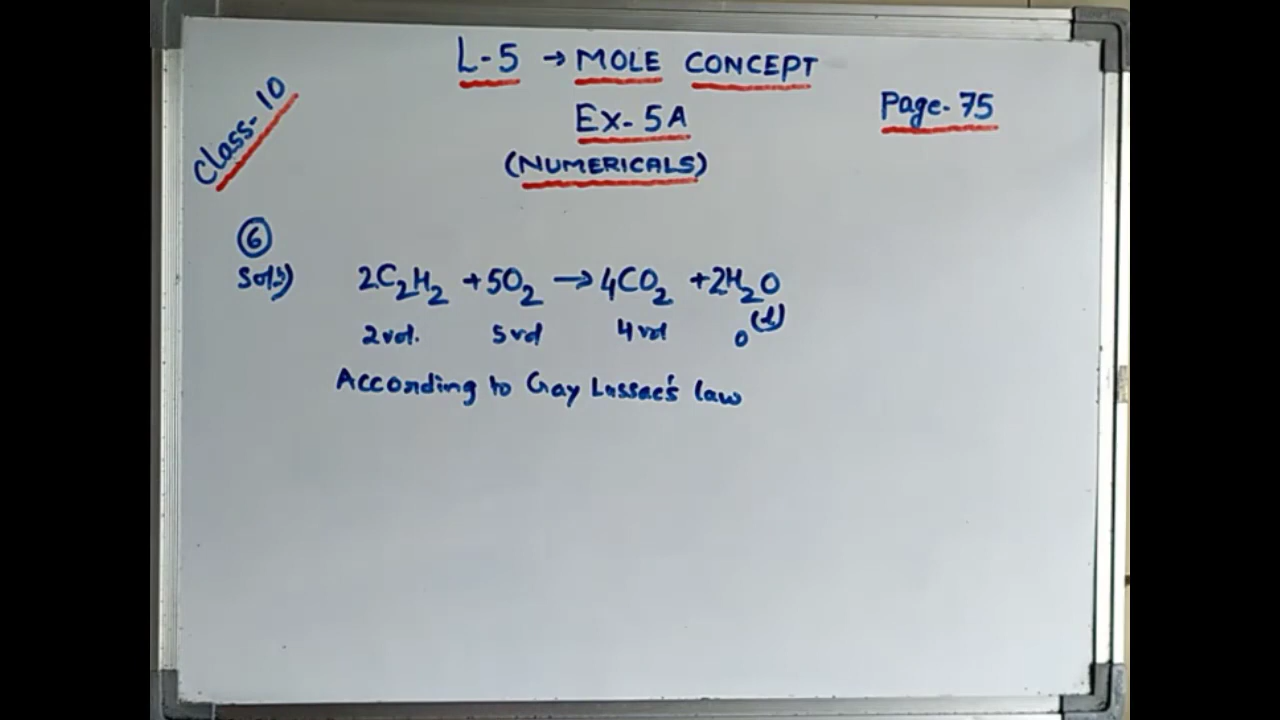 L-5 → MOLE CONCEPT
Class-10
Ex-5A
Page-75
(NUMERICALS)
6
Solⁿ)
2C₂H₂ + 5O₂ → 4CO₂ + 2H₂O
(l)
2vol. 5vol 4vol 0
According to Gay Lussac's law